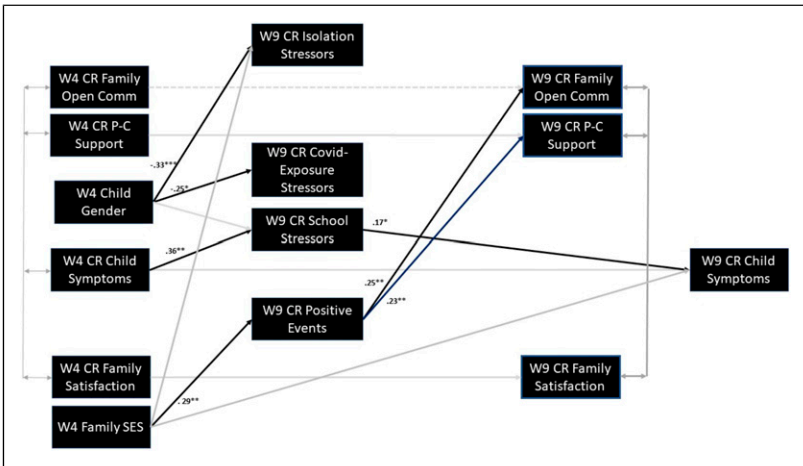 W9 CR Isolation
Stressors
W4 CR Family
Open Comm
W9 CR Family
Open Comm
W4 CR P-C
Support
W9 CR P-C
Support
-.33***
W9 CR Covid-
Exposure
Stressors
-.25*
W4 Child
Gender
W9 CR School
Stressors
.17*
.36**
W4 CR Child
Symptoms
W9 CR Child
Symptoms
.25**
.23**
W9 CR Positive
Events
W4 CR Family
Satisfaction
W9 CR Family
Satisfaction
.29**
W4 Family SES